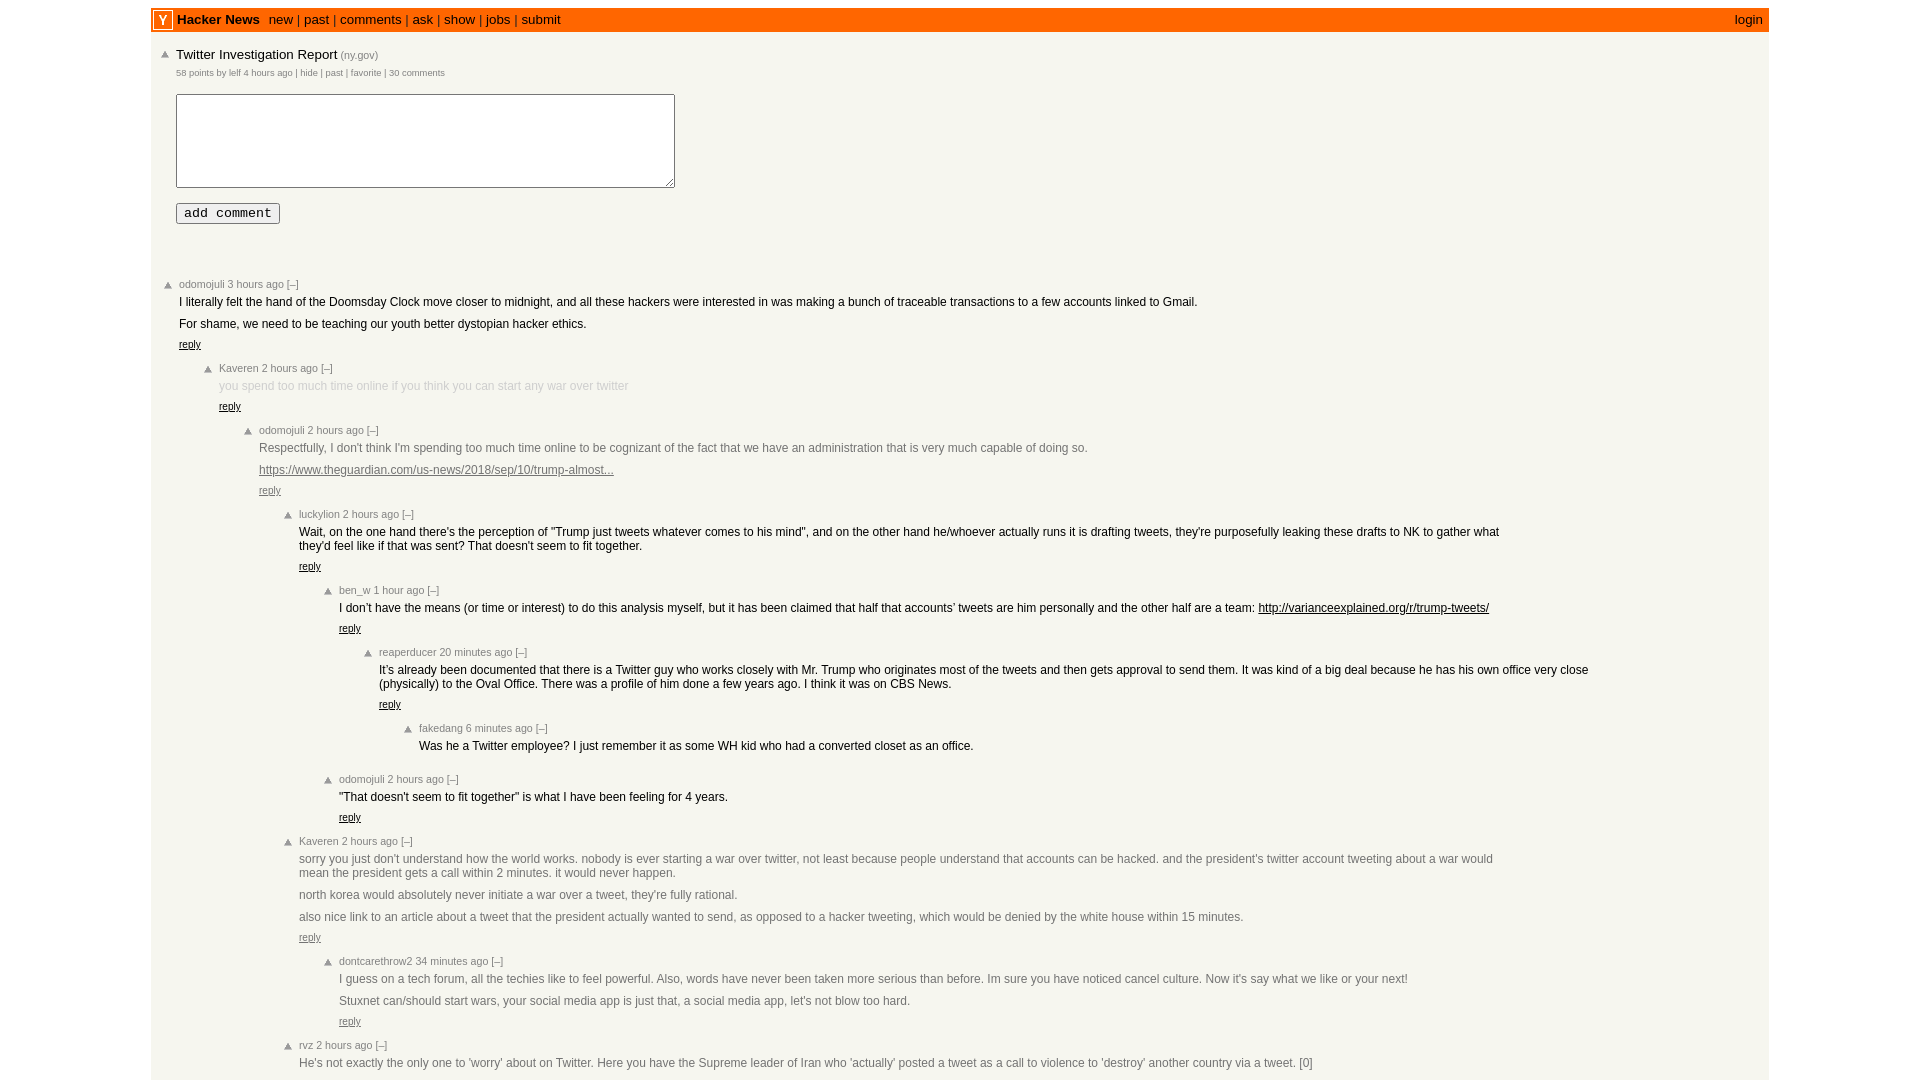 Y Hacker News new | past | comments | ask | show | jobs | submit login
Twitter Investigation Report (ny.gov)
58 points by lelf 4 hours ago | hide | past | favorite | 30 comments
add comment
odomojuli 3 hours ago [–]
I literally felt the hand of the Doomsday Clock move closer to midnight, and all these hackers were interested in was making a bunch of traceable transactions to a few accounts linked to Gmail.
For shame, we need to be teaching our youth better dystopian hacker ethics.
reply
Kaveren 2 hours ago [–]
you spend too much time online if you think you can start any war over twitter
reply
odomojuli 2 hours ago [–]
Respectfully, I don't think I'm spending too much time online to be cognizant of the fact that we have an administration that is very much capable of doing so.
https://www.theguardian.com/us-news/2018/sep/10/trump-almost...
reply
luckylion 2 hours ago [–]
Wait, on the one hand there's the perception of "Trump just tweets whatever comes to his mind", and on the other hand he/whoever actually runs it is drafting tweets, they're purposefully leaking these drafts to NK to gather what
they'd feel like if that was sent? That doesn't seem to fit together.
reply
ben_w 1 hour ago [–]
I don’t have the means (or time or interest) to do this analysis myself, but it has been claimed that half that accounts’ tweets are him personally and the other half are a team: http://varianceexplained.org/r/trump-tweets/
reply
reaperducer 20 minutes ago [–]
It’s already been documented that there is a Twitter guy who works closely with Mr. Trump who originates most of the tweets and then gets approval to send them. It was kind of a big deal because he has his own office very close
(physically) to the Oval Office. There was a profile of him done a few years ago. I think it was on CBS News.
reply
fakedang 6 minutes ago [–]
Was he a Twitter employee? I just remember it as some WH kid who had a converted closet as an office.
odomojuli 2 hours ago [–]
"That doesn't seem to fit together" is what I have been feeling for 4 years.
reply
Kaveren 2 hours ago [–]
sorry you just don't understand how the world works. nobody is ever starting a war over twitter, not least because people understand that accounts can be hacked. and the president's twitter account tweeting about a war would
mean the president gets a call within 2 minutes. it would never happen.
north korea would absolutely never initiate a war over a tweet, they're fully rational.
also nice link to an article about a tweet that the president actually wanted to send, as opposed to a hacker tweeting, which would be denied by the white house within 15 minutes.
reply
dontcarethrow2 34 minutes ago [–]
I guess on a tech forum, all the techies like to feel powerful. Also, words have never been taken more serious than before. Im sure you have noticed cancel culture. Now it's say what we like or your next!
Stuxnet can/should start wars, your social media app is just that, a social media app, let's not blow too hard.
reply
rvz 2 hours ago [–]
He's not exactly the only one to 'worry' about on Twitter. Here you have the Supreme leader of Iran who 'actually' posted a tweet as a call to violence to 'destroy' another country via a tweet. [0]